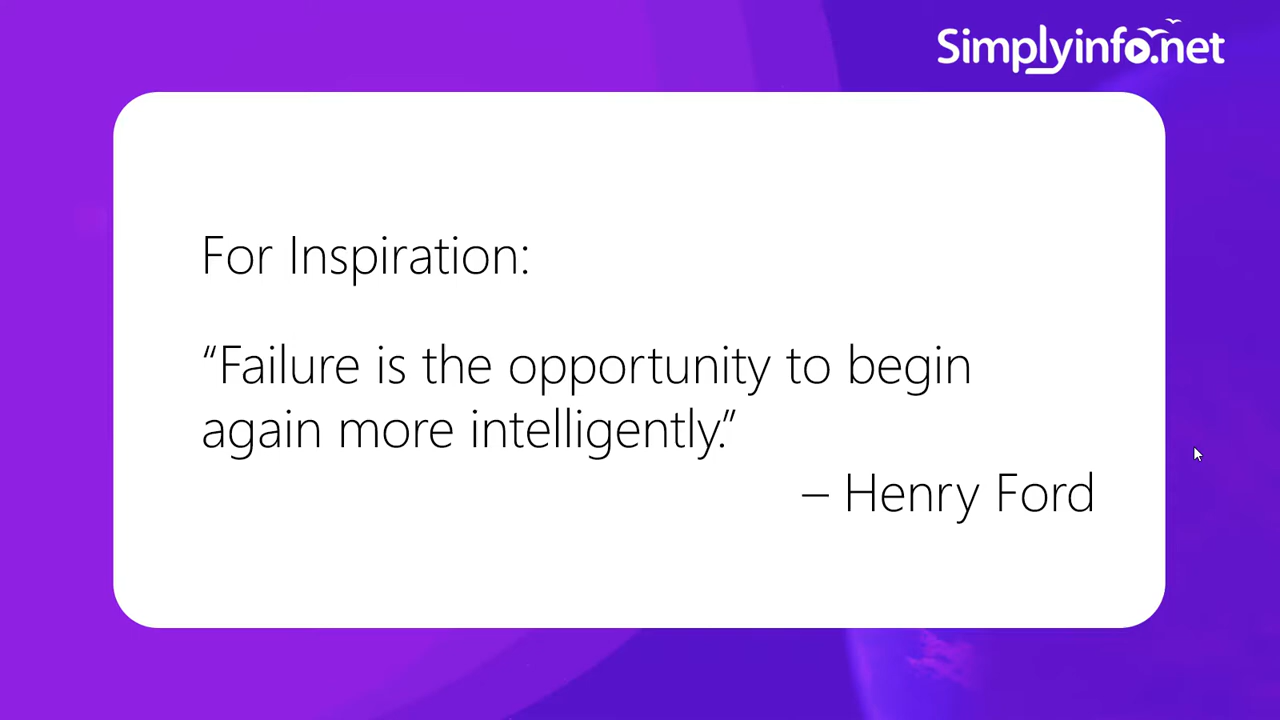 Simplyinfo.net
For Inspiration:
“Failure is the opportunity to begin
again more intelligently.”
– Henry Ford